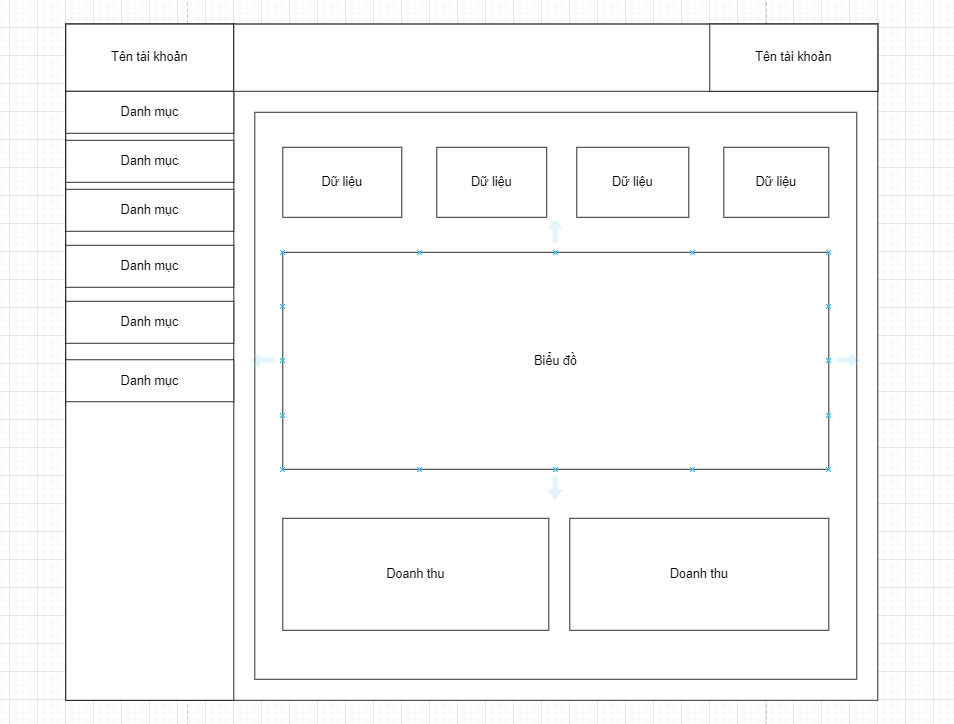 Tên tài khoản
Tên tài khoản
Danh mục
Danh mục
Danh mục
Danh mục
Danh mục
Danh mục
Dữ liệu
Dữ liệu
Dữ liệu
Dữ liệu
Biểu đồ
Doanh thu
Doanh thu